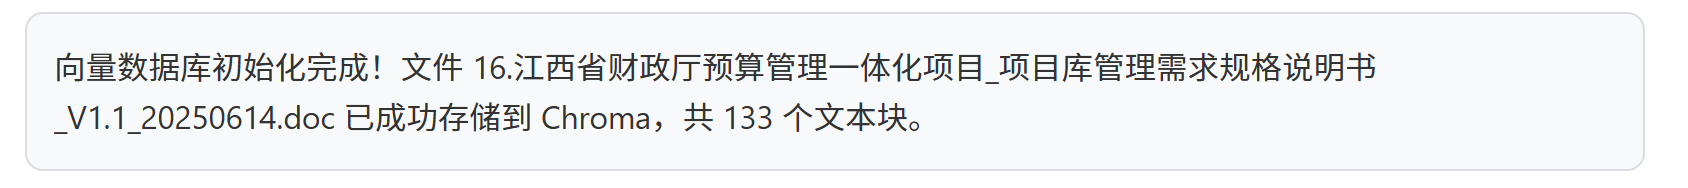 向量数据库初始化完成！文件 16.江西省财政厅预算管理一体化项目_项目库管理需求规格说明书
_V1.1_20250614.doc 已成功存储到 Chroma，共 133 个文本块。